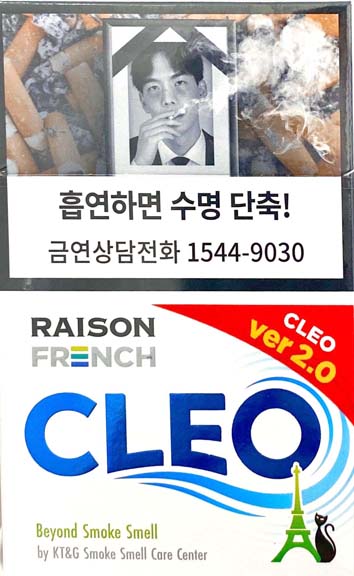 흡연하면 수명 단축!
금연상담전화 1544-9030
RAISON
FRENCH
CLEO
ver 2.0
CLEO
Beyond Smoke Smell
by KT&G Smoke Smell Care Center